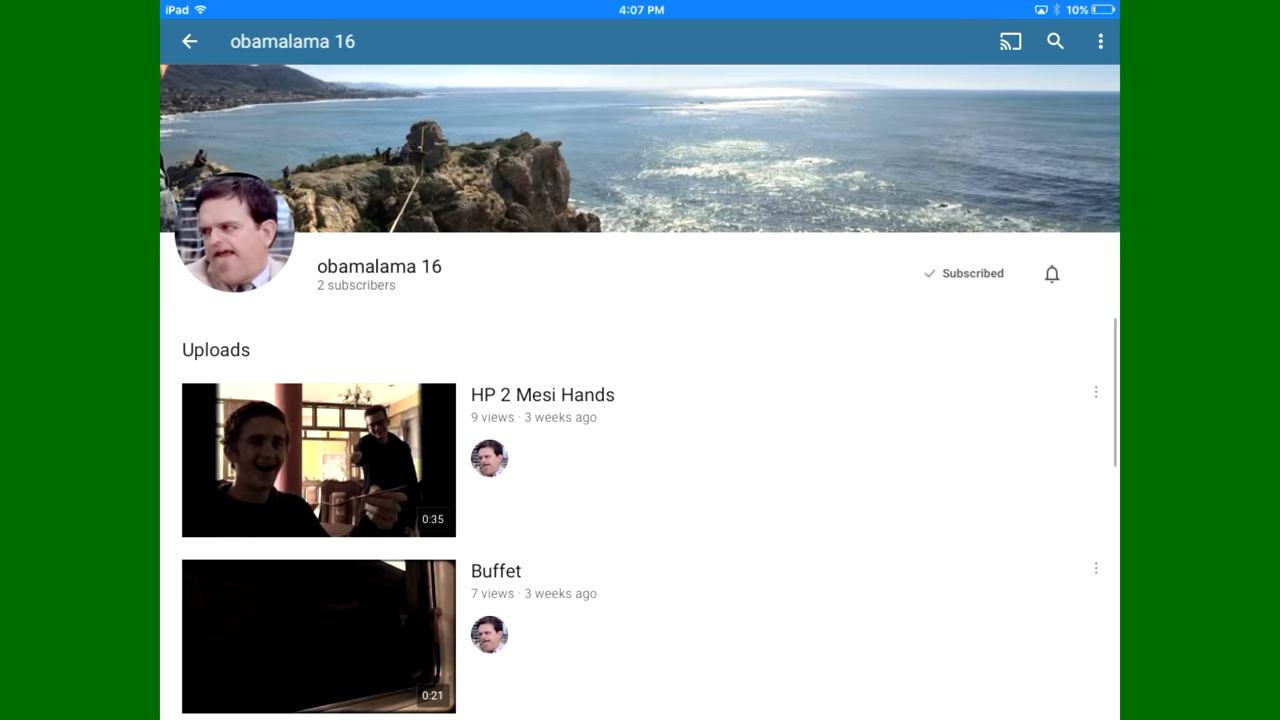 iPad 4:07 PM 10%
obamalama 16
obamalama 16
2 subscribers
Subscribed
Uploads
HP 2 Mesi Hands
9 views · 3 weeks ago
0:35
Buffet
7 views · 3 weeks ago
0:21